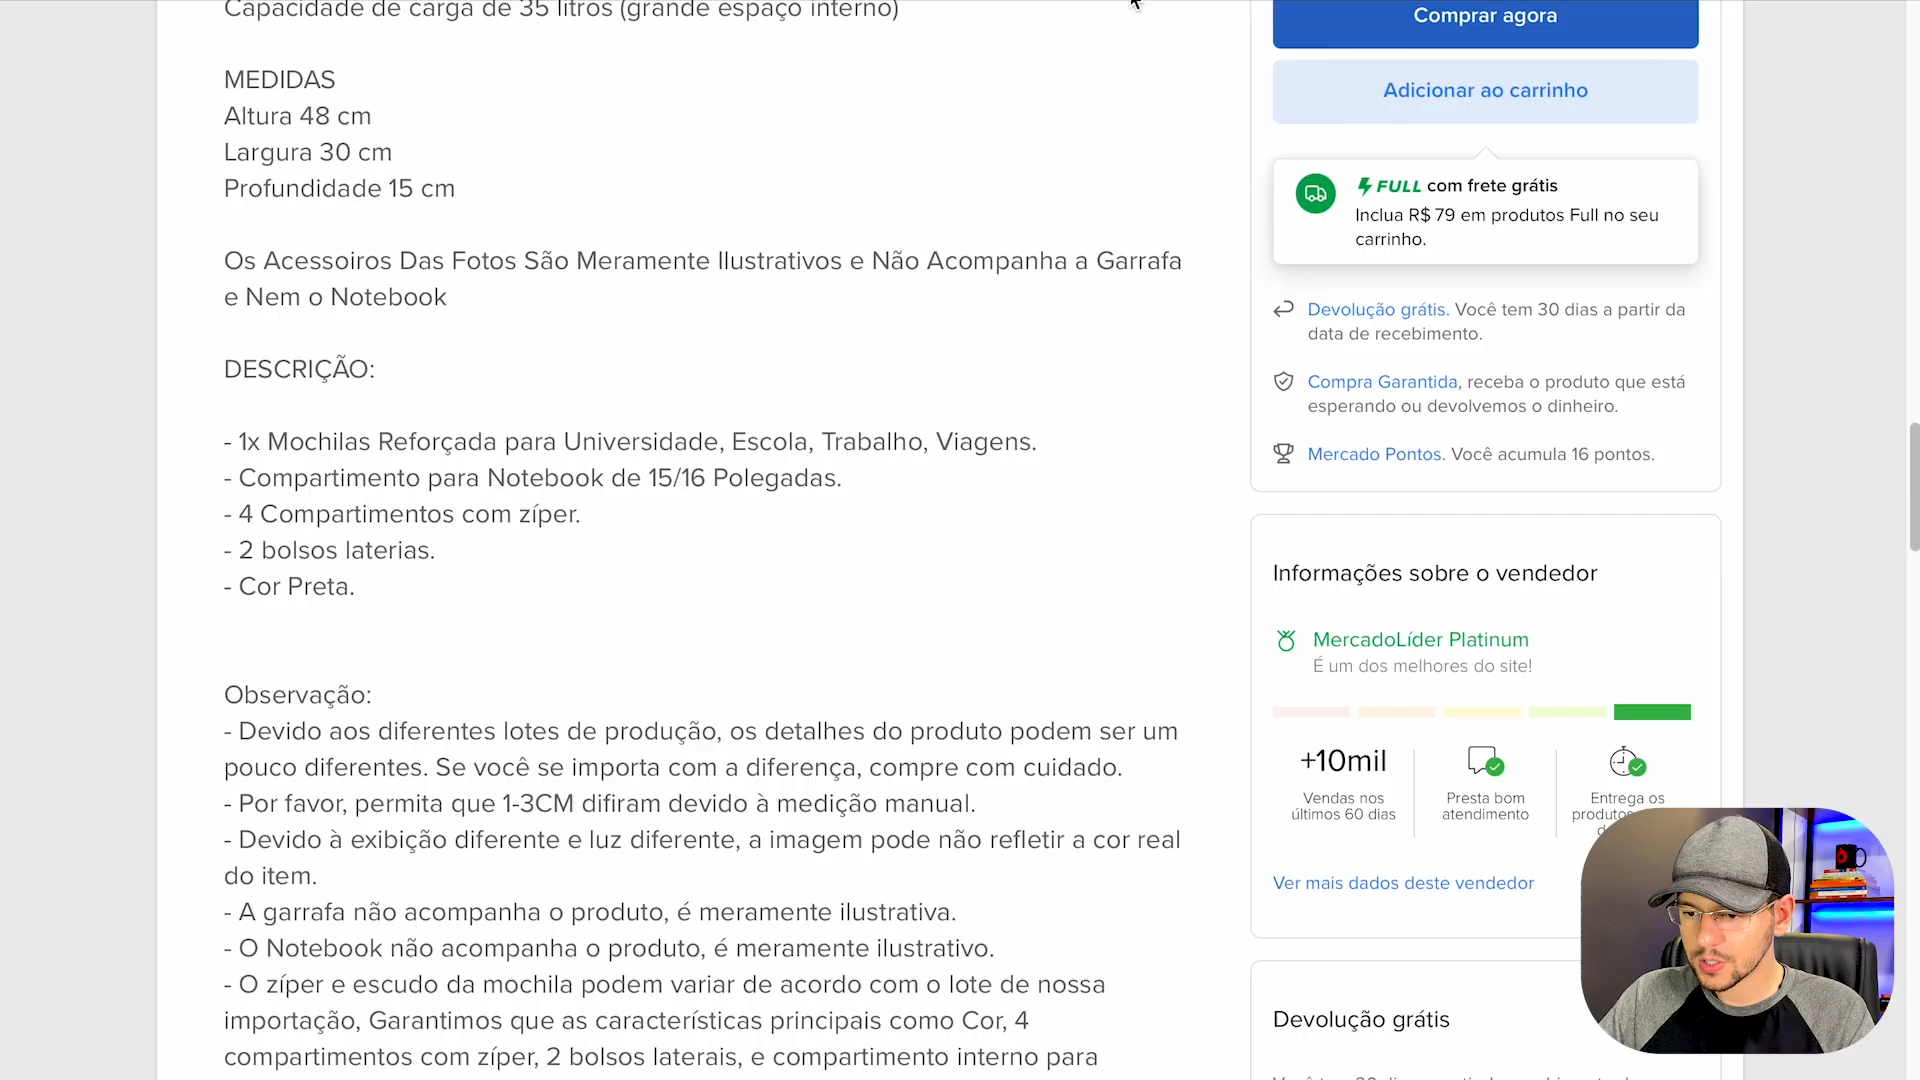 Capacidade de carga de 35 litros (grande espaço interno)
MEDIDAS
Altura 48 cm
Largura 30 cm
Profundidade 15 cm
Os Acessoiros Das Fotos São Meramente Ilustrativos e Não Acompanha a Garrafa
e Nem o Notebook
DESCRIÇÃO:
- 1x Mochilas Reforçada para Universidade, Escola, Trabalho, Viagens.
- Compartimento para Notebook de 15/16 Polegadas.
- 4 Compartimentos com zíper.
- 2 bolsos laterias.
- Cor Preta.
Observação:
- Devido aos diferentes lotes de produção, os detalhes do produto podem ser um
pouco diferentes. Se você se importa com a diferença, compre com cuidado.
- Por favor, permita que 1-3CM difiram devido à medição manual.
- Devido à exibição diferente e luz diferente, a imagem pode não refletir a cor real
do item.
- A garrafa não acompanha o produto, é meramente ilustrativa.
- O Notebook não acompanha o produto, é meramente ilustrativo.
- O zíper e escudo da mochila podem variar de acordo com o lote de nossa
importação, Garantimos que as características principais como Cor, 4
compartimentos com zíper, 2 bolsos laterais, e compartimento interno para
Comprar agora
Adicionar ao carrinho
FULL com frete grátis
Inclua R$ 79 em produtos Full no seu
carrinho.
Devolução grátis. Você tem 30 dias a partir da
data de recebimento.
Compra Garantida, receba o produto que está
esperando ou devolvemos o dinheiro.
Mercado Pontos. Você acumula 16 pontos.
Informações sobre o vendedor
MercadoLíder Platinum
É um dos melhores do site!
+10mil
Vendas nos
últimos 60 dias
Presta bom
atendimento
Entrega os
Ver mais dados deste vendedor
Devolução grátis